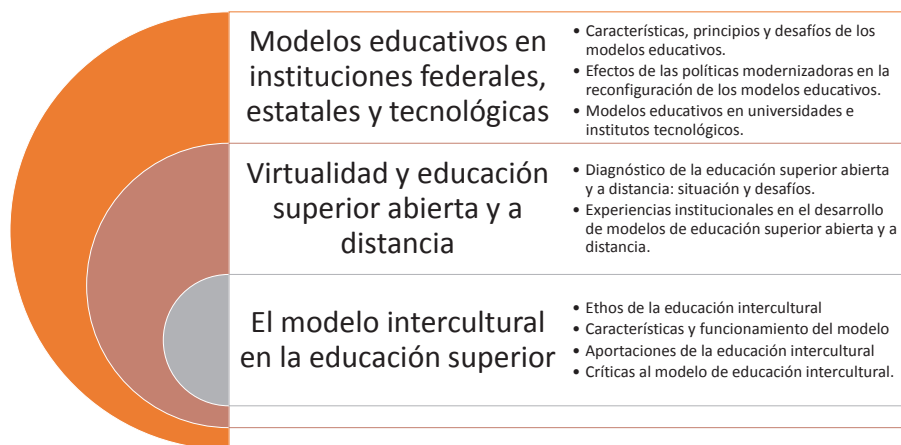 Modelos educativos en
instituciones federales,
estatales y tecnológicas
• Características, principios y desafíos de los
modelos educativos.
• Efectos de las políticas modernizadoras en la
reconfiguración de los modelos educativos.
• Modelos educativos en universidades e
institutos tecnológicos.
Virtualidad y educación
superior abierta y a
distancia
• Diagnóstico de la educación superior abierta
y a distancia: situación y desafíos.
• Experiencias institucionales en el desarrollo
de modelos de educación superior abierta y a
distancia.
El modelo intercultural
en la educación superior
• Ethos de la educación intercultural
• Características y funcionamiento del modelo
• Aportaciones de la educación intercultural
• Críticas al modelo de educación intercultural.